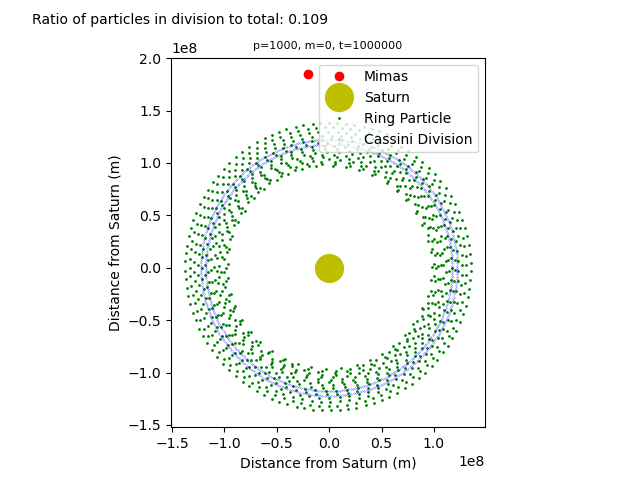 Ratio of particles in division to total: 0.109
p=1000, m=0, t=1000000
1e8
2.0
1.5
1.0
0.5
0.0
−0.5
−1.0
−1.5
Distance from Saturn (m)
Mimas
Saturn
Ring Particle
Cassini Division
−1.5
−1.0
−0.5
0.0
0.5
1.0
Distance from Saturn (m)
1e8